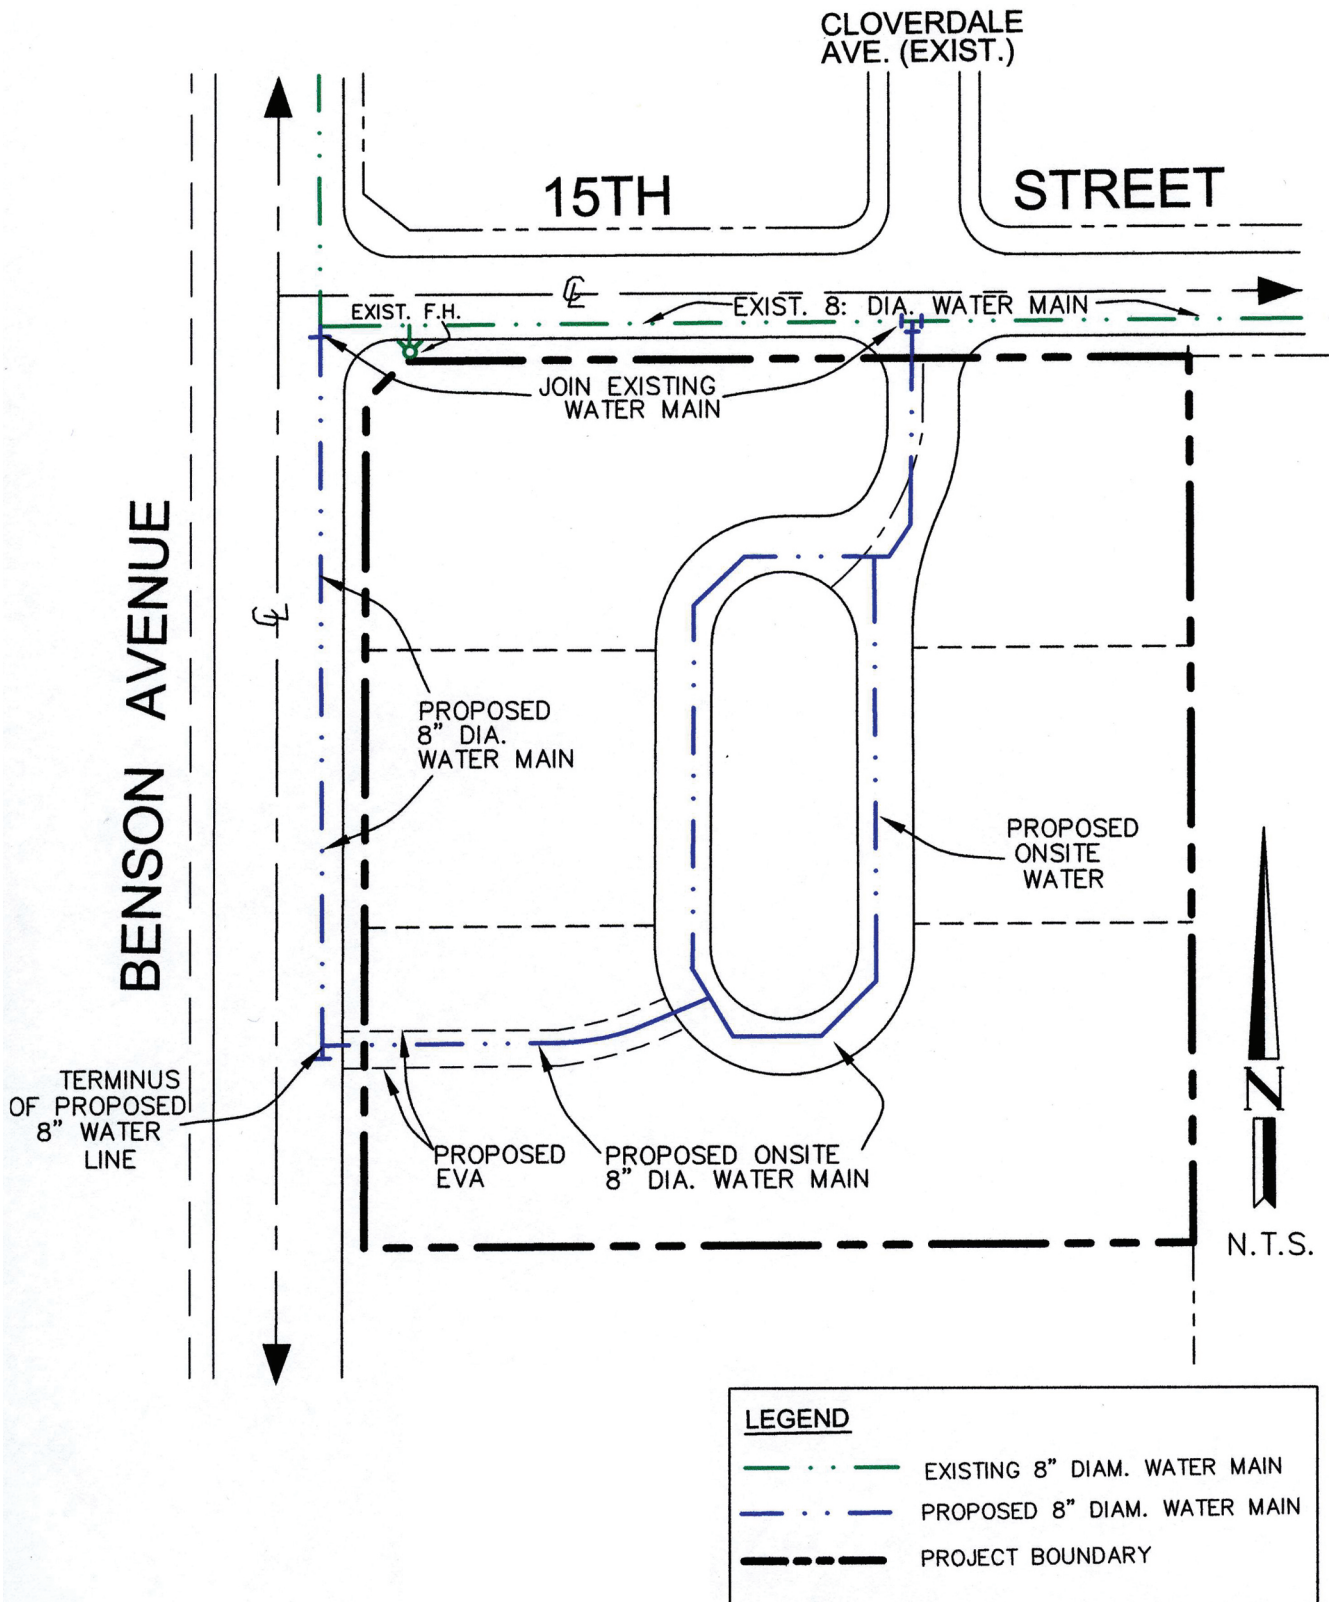 CLOVERDALE
AVE. (EXIST.)
15TH
STREET
℄
EXIST. F.H.
EXIST. 8: DIA. WATER MAIN
JOIN EXISTING
WATER MAIN
BENSON AVENUE
℄
PROPOSED
8” DIA.
WATER MAIN
PROPOSED
ONSITE
WATER
TERMINUS
OF PROPOSED
8” WATER
LINE
PROPOSED
EVA
PROPOSED ONSITE
8” DIA. WATER MAIN
N
N.T.S.
LEGEND
EXISTING 8” DIAM. WATER MAIN
PROPOSED 8” DIAM. WATER MAIN
PROJECT BOUNDARY